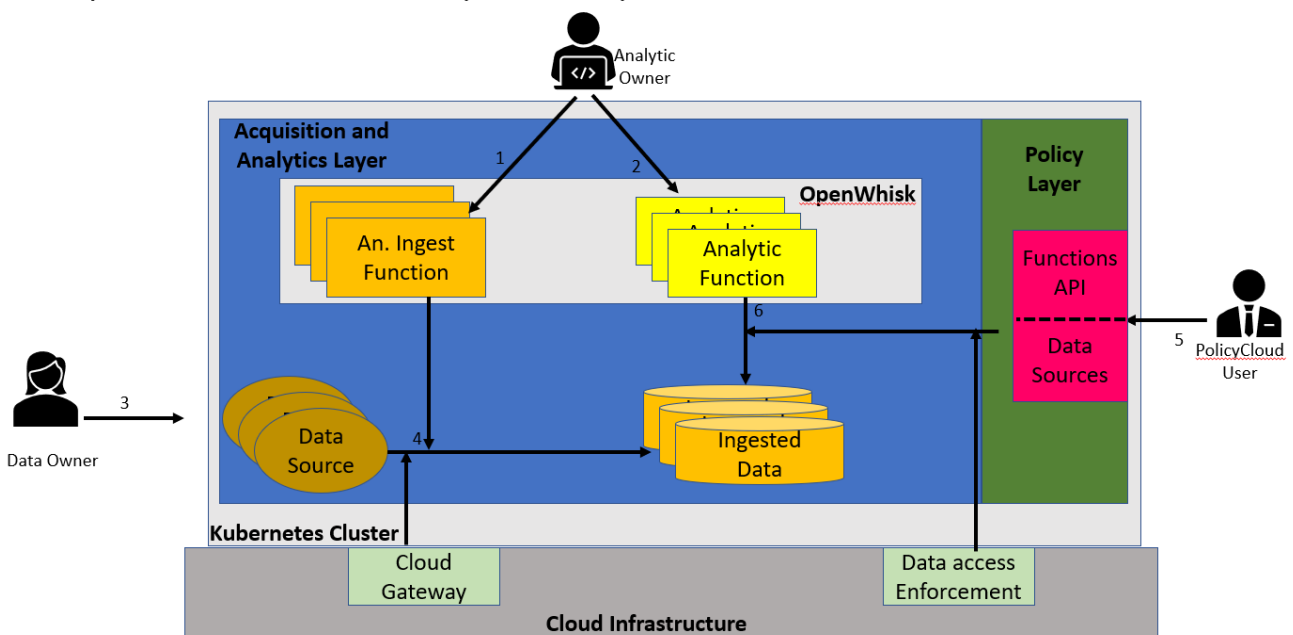 Analytic
Owner
Acquisition and
Analytics Layer
1
2
Policy
Layer
OpenWhisk
An. Ingest
Function
Analytic
Function
Functions
API
Data
Sources
6
5
PolicyCloud
User
3
Data Owner
Data
Source
4
Ingested
Data
Kubernetes Cluster
Cloud
Gateway
Data access
Enforcement
Cloud Infrastructure